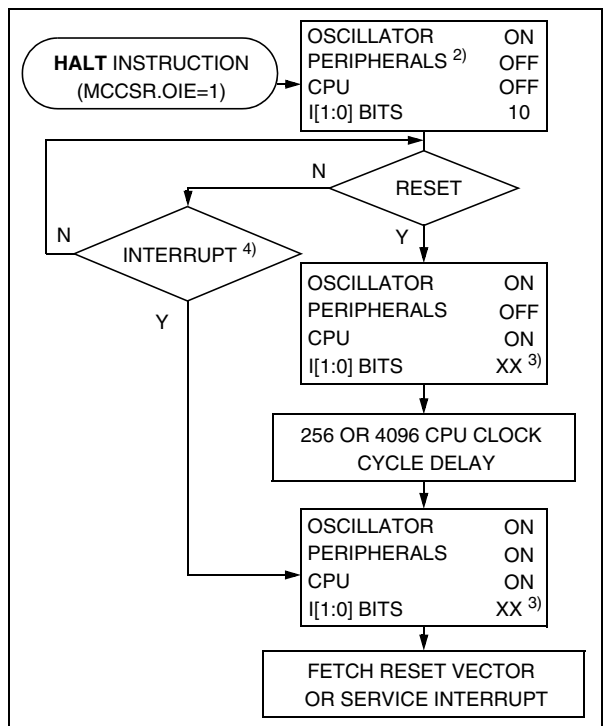 HALT INSTRUCTION
(MCCSR.OIE=1)
OSCILLATOR ON
PERIPHERALS 2) OFF
CPU OFF
I[1:0] BITS 10
N
RESET
N
INTERRUPT 4)
Y
Y
OSCILLATOR ON
PERIPHERALS OFF
CPU ON
I[1:0] BITS XX 3)
256 OR 4096 CPU CLOCK
CYCLE DELAY
OSCILLATOR ON
PERIPHERALS ON
CPU ON
I[1:0] BITS XX 3)
FETCH RESET VECTOR
OR SERVICE INTERRUPT